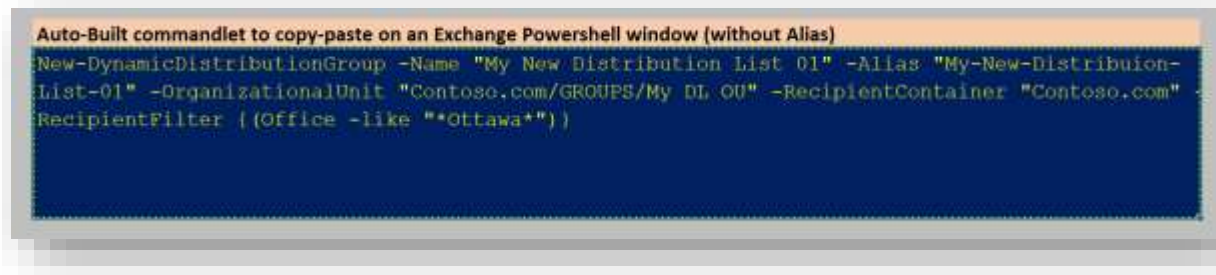 Auto-Built commandlet to copy-paste on an Exchange Powershell window (without Alias)
New-DynamicDistributionGroup -Name "My New Distribution List 01" -Alias "My-New-Distribuion-
List-01" -OrganizationalUnit "Contoso.com/GROUPS/My DL OU" -RecipientContainer "Contoso.com" -
RecipientFilter {(Office -like "*Ottawa*")}